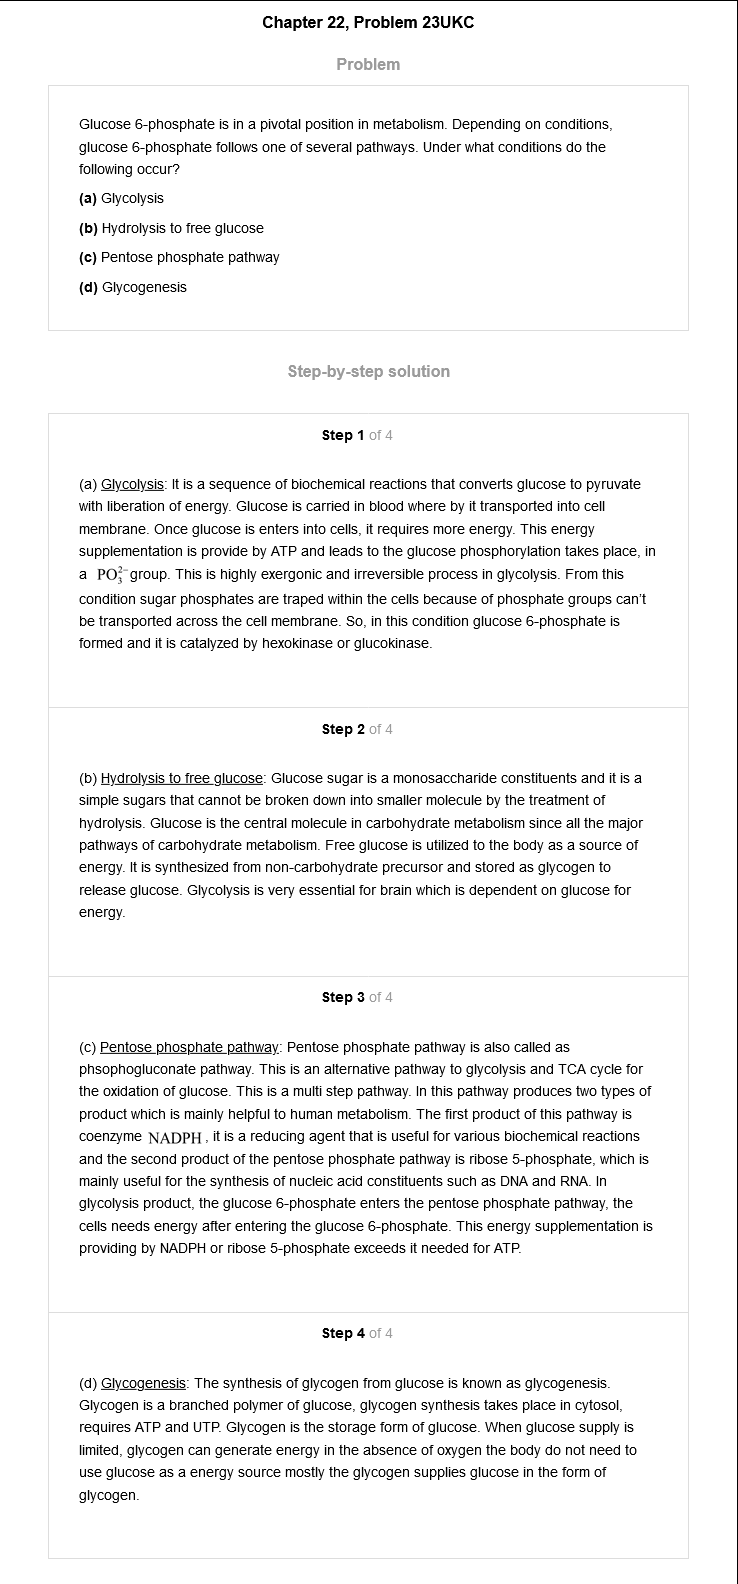 Chapter 22, Problem 23UKC
Problem
Glucose 6-phosphate is in a pivotal position in metabolism. Depending on conditions,
glucose 6-phosphate follows one of several pathways. Under what conditions do the
following occur?
(a) Glycolysis
(b) Hydrolysis to free glucose
(c) Pentose phosphate pathway
(d) Glycogenesis
Step-by-step solution
Step 1 of 4
(a) Glycolysis: It is a sequence of biochemical reactions that converts glucose to pyruvate
with liberation of energy. Glucose is carried in blood where by it transported into cell
membrane. Once glucose is enters into cells, it requires more energy. This energy
supplementation is provide by ATP and leads to the glucose phosphorylation takes place, in
a PO₃²⁻ group. This is highly exergonic and irreversible process in glycolysis. From this
condition sugar phosphates are traped within the cells because of phosphate groups can't
be transported across the cell membrane. So, in this condition glucose 6-phosphate is
formed and it is catalyzed by hexokinase or glucokinase.
Step 2 of 4
(b) Hydrolysis to free glucose: Glucose sugar is a monosaccharide constituents and it is a
simple sugars that cannot be broken down into smaller molecule by the treatment of
hydrolysis. Glucose is the central molecule in carbohydrate metabolism since all the major
pathways of carbohydrate metabolism. Free glucose is utilized to the body as a source of
energy. It is synthesized from non-carbohydrate precursor and stored as glycogen to
release glucose. Glycolysis is very essential for brain which is dependent on glucose for
energy.
Step 3 of 4
(c) Pentose phosphate pathway: Pentose phosphate pathway is also called as
phsophogluconate pathway. This is an alternative pathway to glycolysis and TCA cycle for
the oxidation of glucose. This is a multi step pathway. In this pathway produces two types of
product which is mainly helpful to human metabolism. The first product of this pathway is
coenzyme NADPH, it is a reducing agent that is useful for various biochemical reactions
and the second product of the pentose phosphate pathway is ribose 5-phosphate, which is
mainly useful for the synthesis of nucleic acid constituents such as DNA and RNA. In
glycolysis product, the glucose 6-phosphate enters the pentose phosphate pathway, the
cells needs energy after entering the glucose 6-phosphate. This energy supplementation is
providing by NADPH or ribose 5-phosphate exceeds it needed for ATP.
Step 4 of 4
(d) Glycogenesis: The synthesis of glycogen from glucose is known as glycogenesis.
Glycogen is a branched polymer of glucose, glycogen synthesis takes place in cytosol,
requires ATP and UTP. Glycogen is the storage form of glucose. When glucose supply is
limited, glycogen can generate energy in the absence of oxygen the body do not need to
use glucose as a energy source mostly the glycogen supplies glucose in the form of
glycogen.